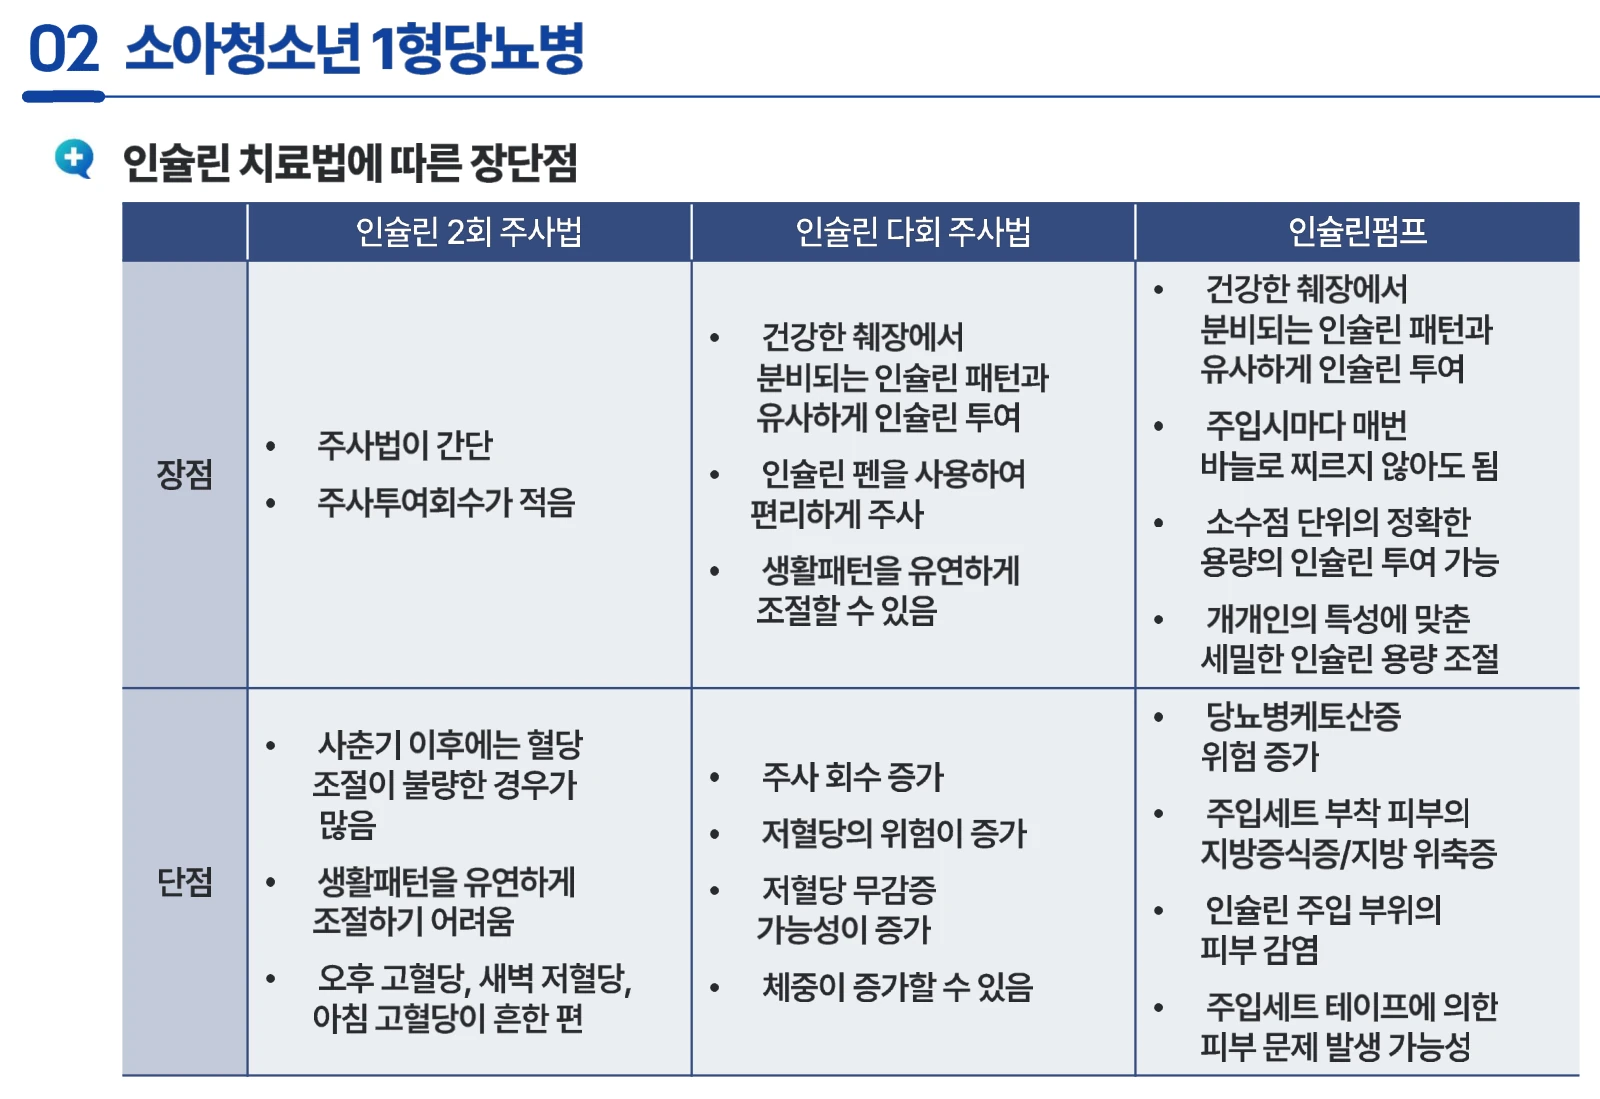 02 소아청소년 1형당뇨병
인슐린 치료법에 따른 장단점
인슐린 2회 주사법
인슐린 다회 주사법
인슐린펌프
장점
• 주사법이 간단
• 주사투여회수가 적음
• 건강한 췌장에서
분비되는 인슐린 패턴과
유사하게 인슐린 투여
• 인슐린 펜을 사용하여
편리하게 주사
• 생활패턴을 유연하게
조절할 수 있음
• 건강한 췌장에서
분비되는 인슐린 패턴과
유사하게 인슐린 투여
• 주입시마다 매번
바늘로 찌르지 않아도 됨
• 소수점 단위의 정확한
용량의 인슐린 투여 가능
• 개개인의 특성에 맞춘
세밀한 인슐린 용량 조절
단점
• 사춘기 이후에는 혈당
조절이 불량한 경우가
많음
• 생활패턴을 유연하게
조절하기 어려움
• 오후 고혈당, 새벽 저혈당,
아침 고혈당이 흔한 편
• 주사 회수 증가
• 저혈당의 위험이 증가
• 저혈당 무감증
가능성이 증가
• 체중이 증가할 수 있음
• 당뇨병케토산증
위험 증가
• 주입세트 부착 피부의
지방증식증/지방 위축증
• 인슐린 주입 부위의
피부 감염
• 주입세트 테이프에 의한
피부 문제 발생 가능성